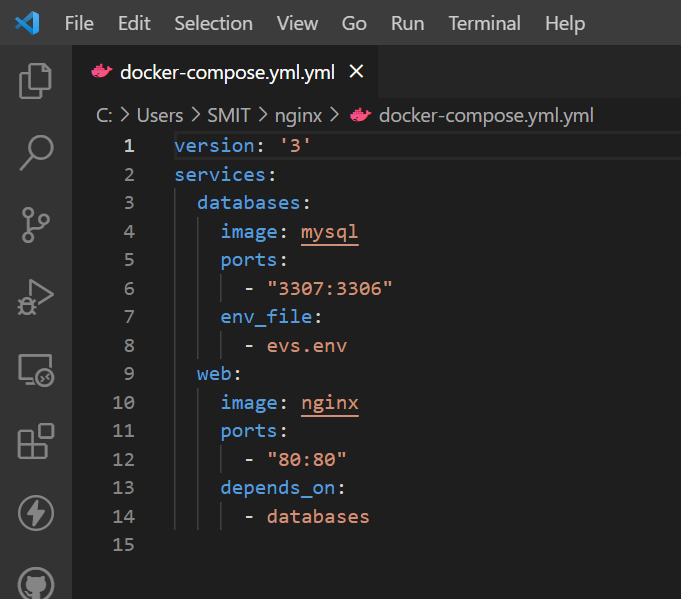 File Edit Selection View Go Run Terminal Help
docker-compose.yml.yml ×
C: > Users > SMIT > nginx > docker-compose.yml.yml
1 version: '3'
2 services:
3   databases:
4     image: mysql
5     ports:
6       - "3307:3306"
7     env_file:
8       - evs.env
9   web:
10     image: nginx
11     ports:
12       - "80:80"
13     depends_on:
14       - databases
15